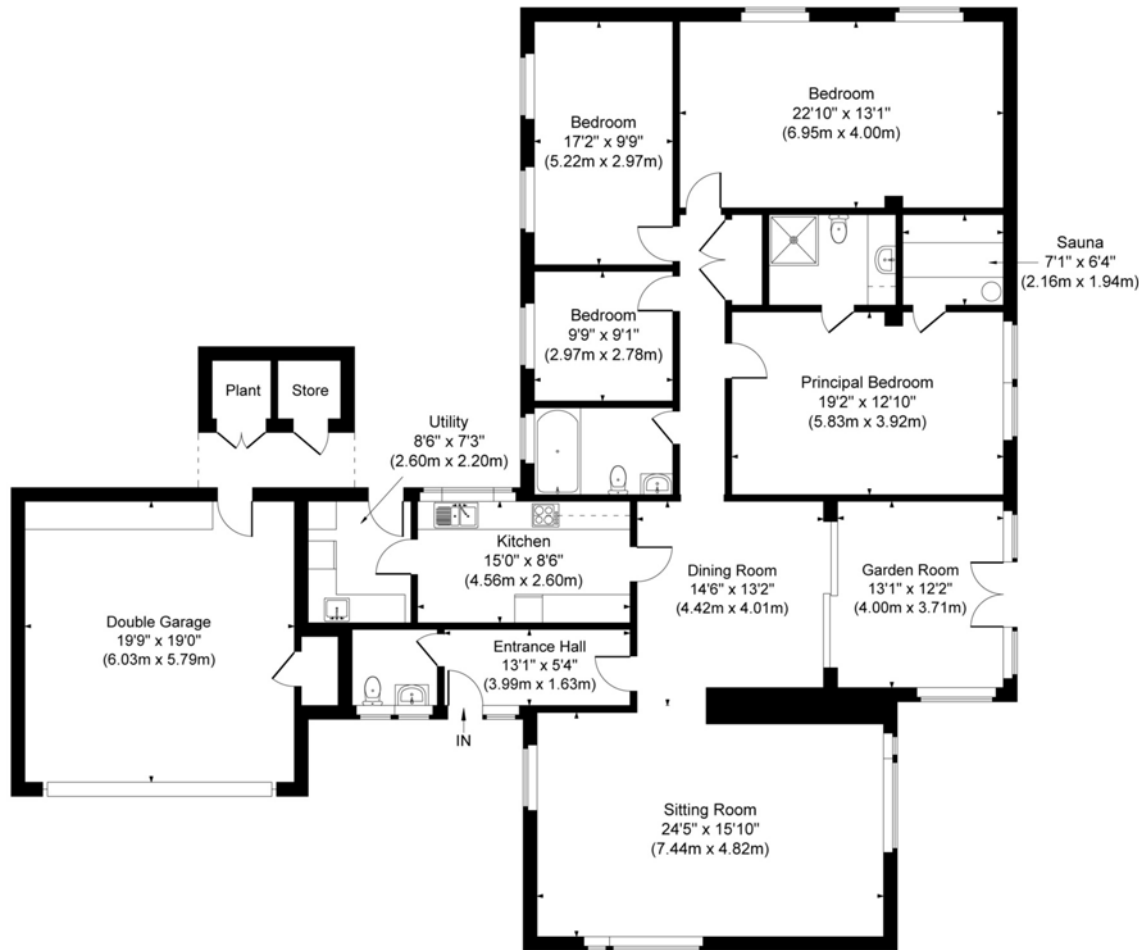 Bedroom
22'10" x 13'1"
(6.95m x 4.00m)
Bedroom
17'2" x 9'9"
(5.22m x 2.97m)
Sauna
7'1" x 6'4"
(2.16m x 1.94m)
Bedroom
9'9" x 9'1"
(2.97m x 2.78m)
Principal Bedroom
19'2" x 12'10"
(5.83m x 3.92m)
Plant
Store
Utility
8'6" x 7'3"
(2.60m x 2.20m)
Kitchen
15'0" x 8'6"
(4.56m x 2.60m)
Dining Room
14'6" x 13'2"
(4.42m x 4.01m)
Garden Room
13'1" x 12'2"
(4.00m x 3.71m)
Double Garage
19'9" x 19'0"
(6.03m x 5.79m)
Entrance Hall
13'1" x 5'4"
(3.99m x 1.63m)
IN
Sitting Room
24'5" x 15'10"
(7.44m x 4.82m)